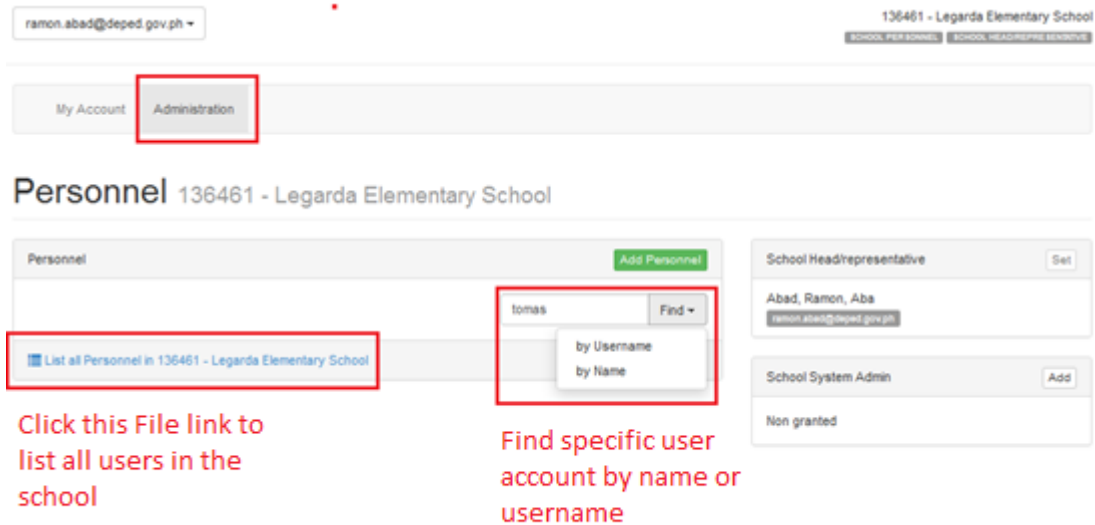 ramon.abad@deped.gov.ph
136461 - Legarda Elementary School
SCHOOL PERSONNEL SCHOOL HEAD/REPRESENTATIVE
My Account Administration
Personnel 136461 - Legarda Elementary School
Personnel Add Personnel
tomas Find
by Username
by Name
List all Personnel in 136461 - Legarda Elementary School
School Head/representative Set
Abad, Ramon, Aba
ramon.abad@deped.gov.ph
School System Admin Add
Non granted
Click this File link to
list all users in the
school
Find specific user
account by name or
username